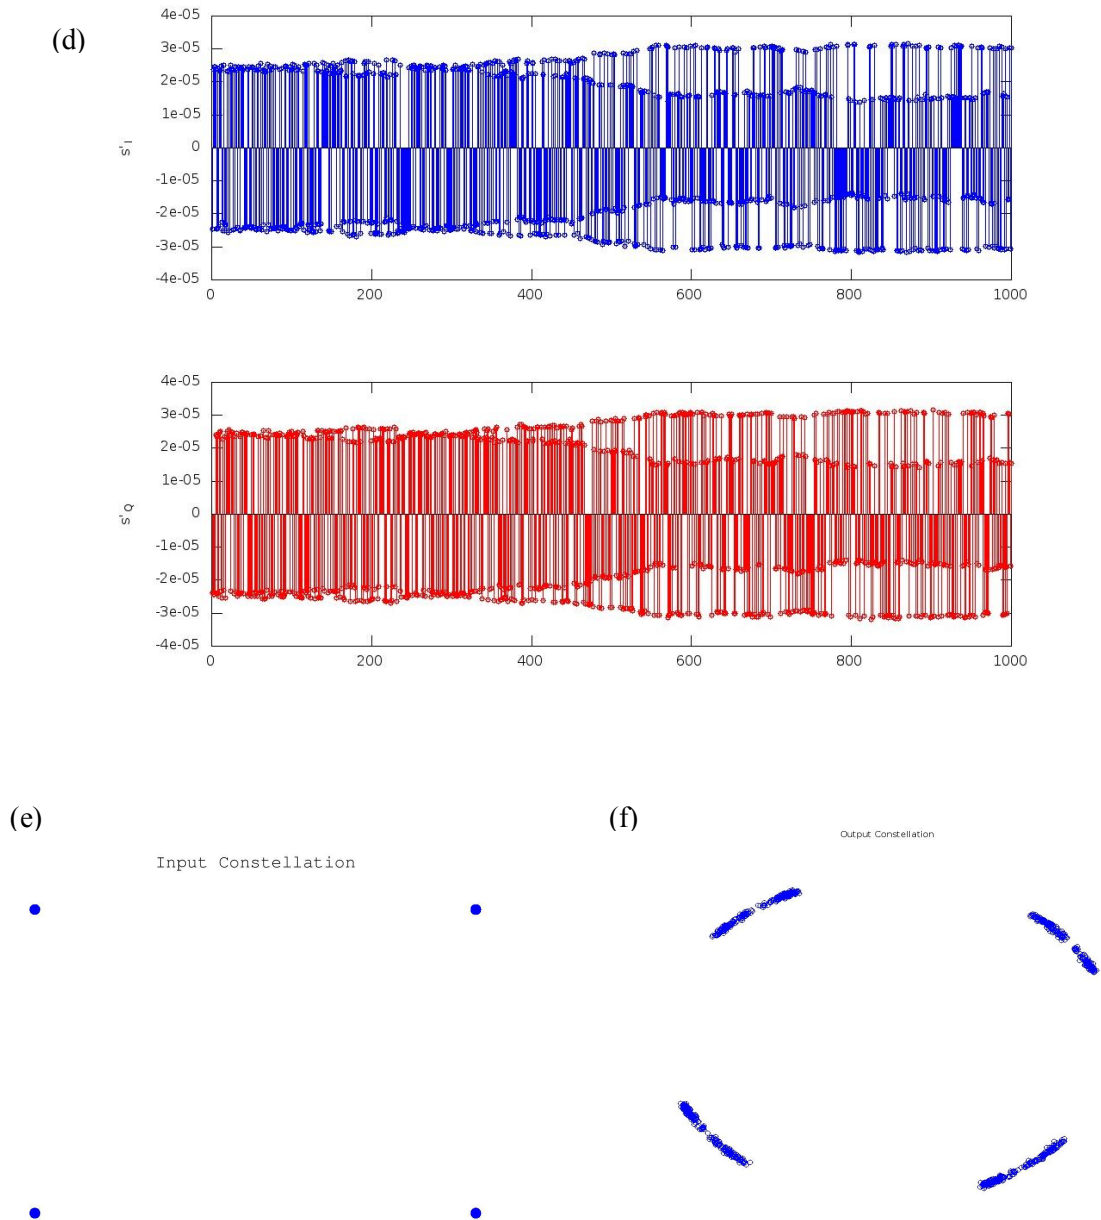 (d)
4e-05
3e-05
2e-05
1e-05
0
-1e-05
-2e-05
-3e-05
-4e-05
s'I
0 200 400 600 800 1000
4e-05
3e-05
2e-05
1e-05
0
-1e-05
-2e-05
-3e-05
-4e-05
s'Q
0 200 400 600 800 1000
(e)
Input Constellation
(f)
Output Constellation